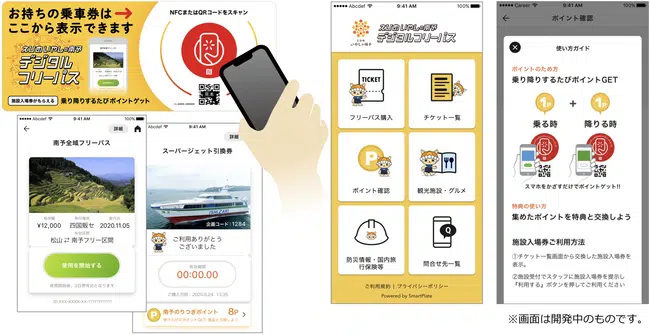 お持ちの乗車券は
ここから表示できます
NFCまたはQRコードをスキャン
えひめいやしの南予
デジタル
フリーパス
施設入場券がもらえる
乗り降りするたびポイントゲット
9:41 AM
詳細
南予全域フリーパス
¥12,000
四国販セ
2020.11.05
松山 ⇄ 南予フリー区間
使用を開始する
Abcdef
9:41 AM
詳細
スーパージェット引換券
企画コード:1284
ご利用ありがとう
ございました
00:00.00
南予のりつぎポイント
8P
AbcdeF
9:41 AM
100%
えひめいやしの南予
デジタルフリーパス
TICKET
フリーパス購入
チケット一覧
P
ポイント確認
観光施設・グルメ
防災情報・国内旅
行保険等
Q
問合せ先一覧
ご利用規約 | プライバシーポリシー
Powered by SmartPlate
Career
9:41 AM
100%
ポイント確認
使い方ガイド
ポイントのため方
乗り降りするたびポイントGET
1P
+
1P
乗る時
降りる時
スマホをかざすだけでポイントゲット!!
特典の使い方
集めたポイントを特典と交換しよう
施設入場券ご利用方法
①チケット一覧画面から交換した施設入場券を
表示。
②施設受付でスタッフに施設入場券を提示し
『利用する』ボタンを押してご利用ください
※画面は開発中のものです。